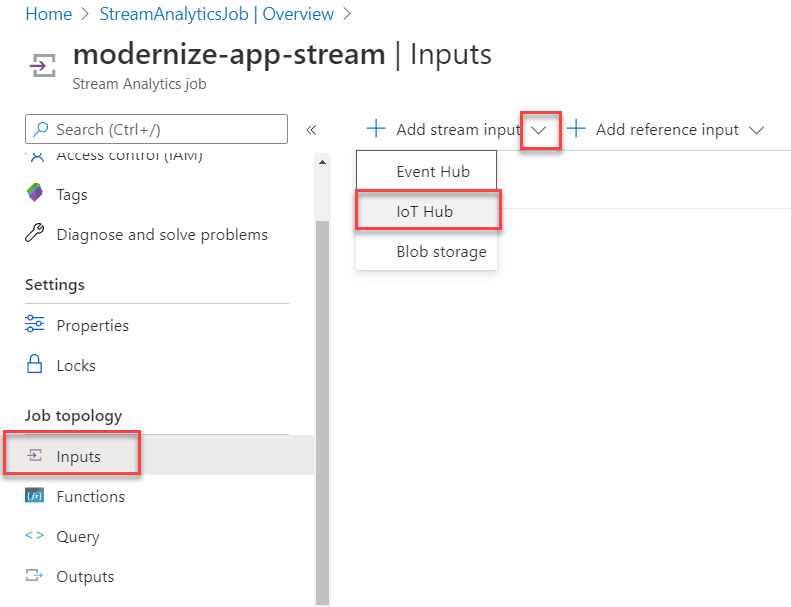 Home > StreamAnalyticsJob | Overview >
modernize-app-stream | Inputs
Stream Analytics job
Search (Ctrl+/)
«
+ Add stream input
+ Add reference input
Access control (IAM)
Tags
Diagnose and solve problems
Settings
Properties
Locks
Job topology
Inputs
Functions
Query
Outputs
Event Hub
IoT Hub
Blob storage